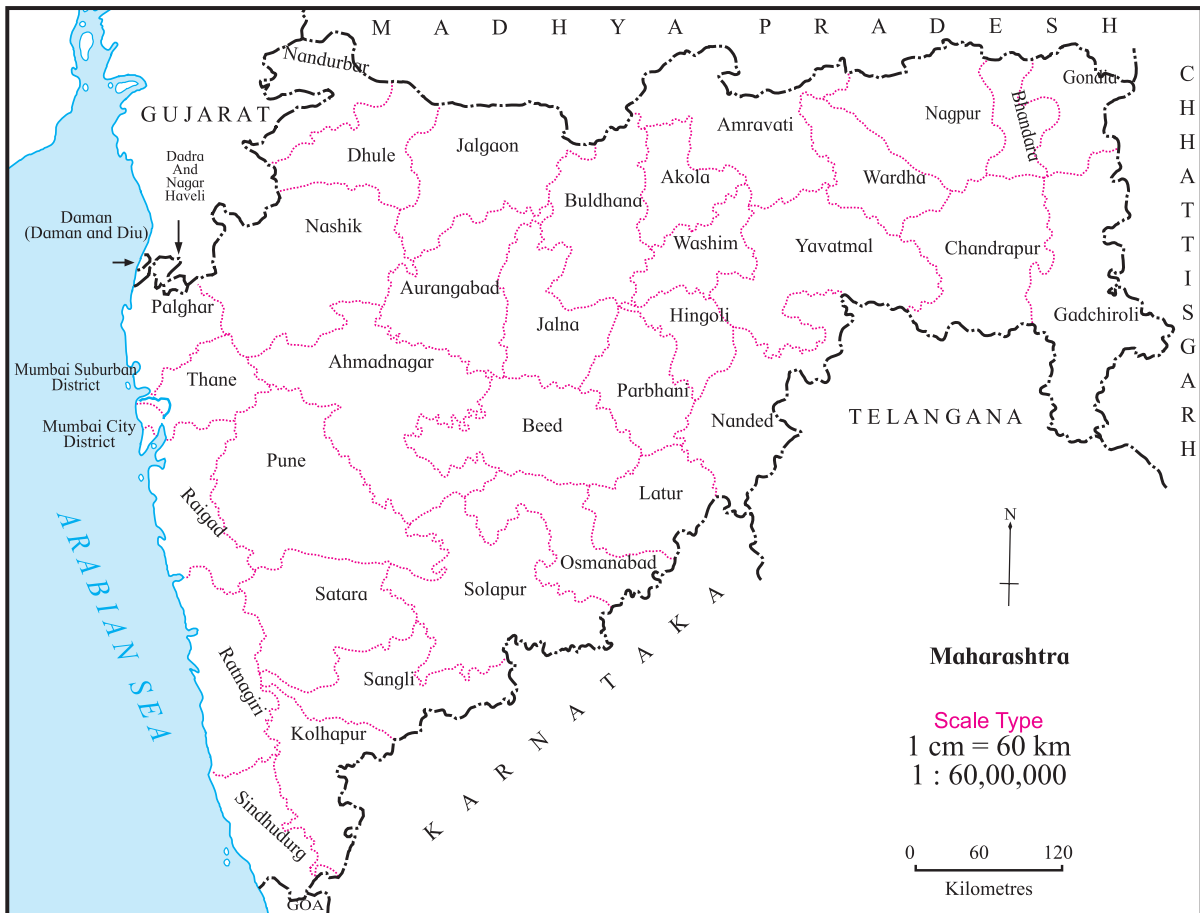 MADHYA PRADESH
CHHATTISGARH
Nandurbar
Gondia
GUJARAT
Dhule
Jalgaon
Amravati
Nagpur
Bhandara
Dadra
And
Nagar
Haveli
Akola
Wardha
Buldhana
Daman
(Daman and Diu)
Nashik
Washim
Yavatmal
Chandrapur
Aurangabad
Palghar
Jalna
Hingoli
Gadchiroli
Ahmadnagar
Mumbai Suburban
District
Thane
Parbhani
Mumbai City
District
Beed
Nanded
TELANGANA
Pune
Latur
Raigad
ARABIAN SEA
N
Osmanabad
Satara
Solapur
KARNATAKA
Ratnagiri
Sangli
Maharashtra
Kolhapur
Scale Type
1 cm = 60 km
1 : 60,00,000
Sindhudurg
0 60 120
Kilometres
GOA